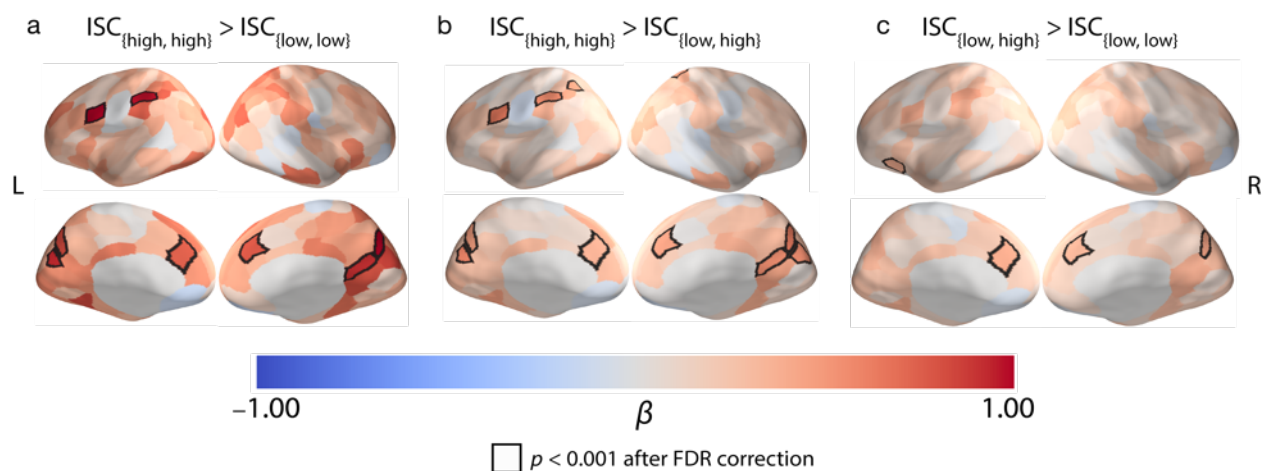 a ISC{high, high} > ISC{low, low}
b ISC{high, high} > ISC{low, high}
c ISC{low, high} > ISC{low, low}
L
R
−1.00 β 1.00
p < 0.001 after FDR correction